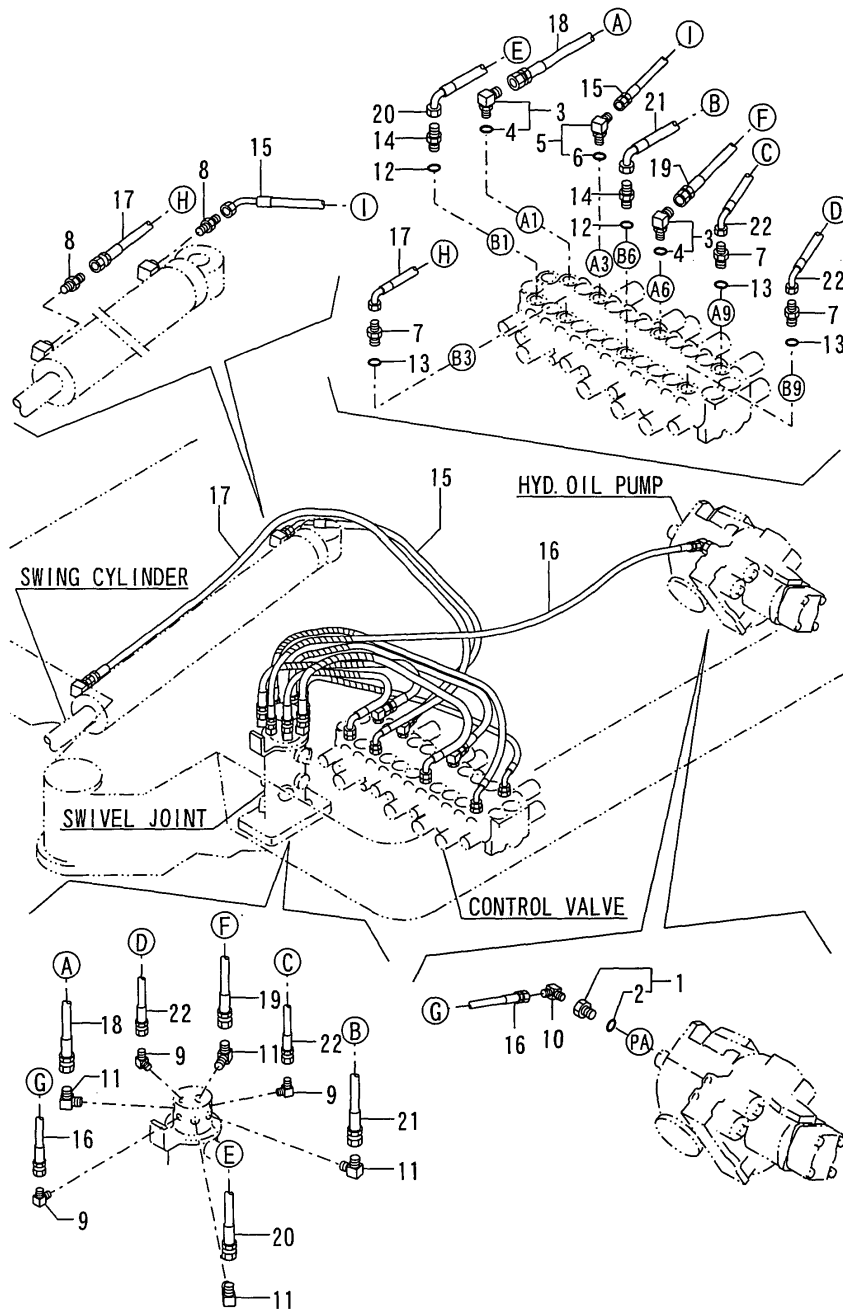 18 A
E I
15
20 3 21 B
14 4 5 F
12 6 19 C
15 14
8 A1 12 3 22 D
17 H I B1 4 7
8 17 H A3 B6 A6 13 22
A9 7
7 13
13 B3 B9
HYD. OIL PUMP
17 15
16
SWING CYLINDER
SWIVEL JOINT
CONTROL VALVE
F
D C
A 1
G 2
19 B 16 10 PA
18 22 22
G 9 11
11 9
16 21
E
11
9
20
11